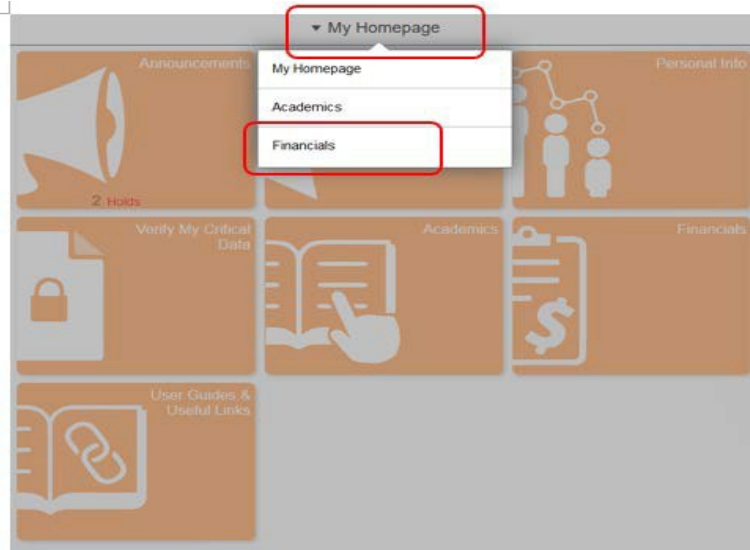 My Homepage
My Homepage
Academics
Financials
Announcements
Personal Info
2 Holds
Verify My Critical
Data
Academics
Financials
User Guides &
Useful Links